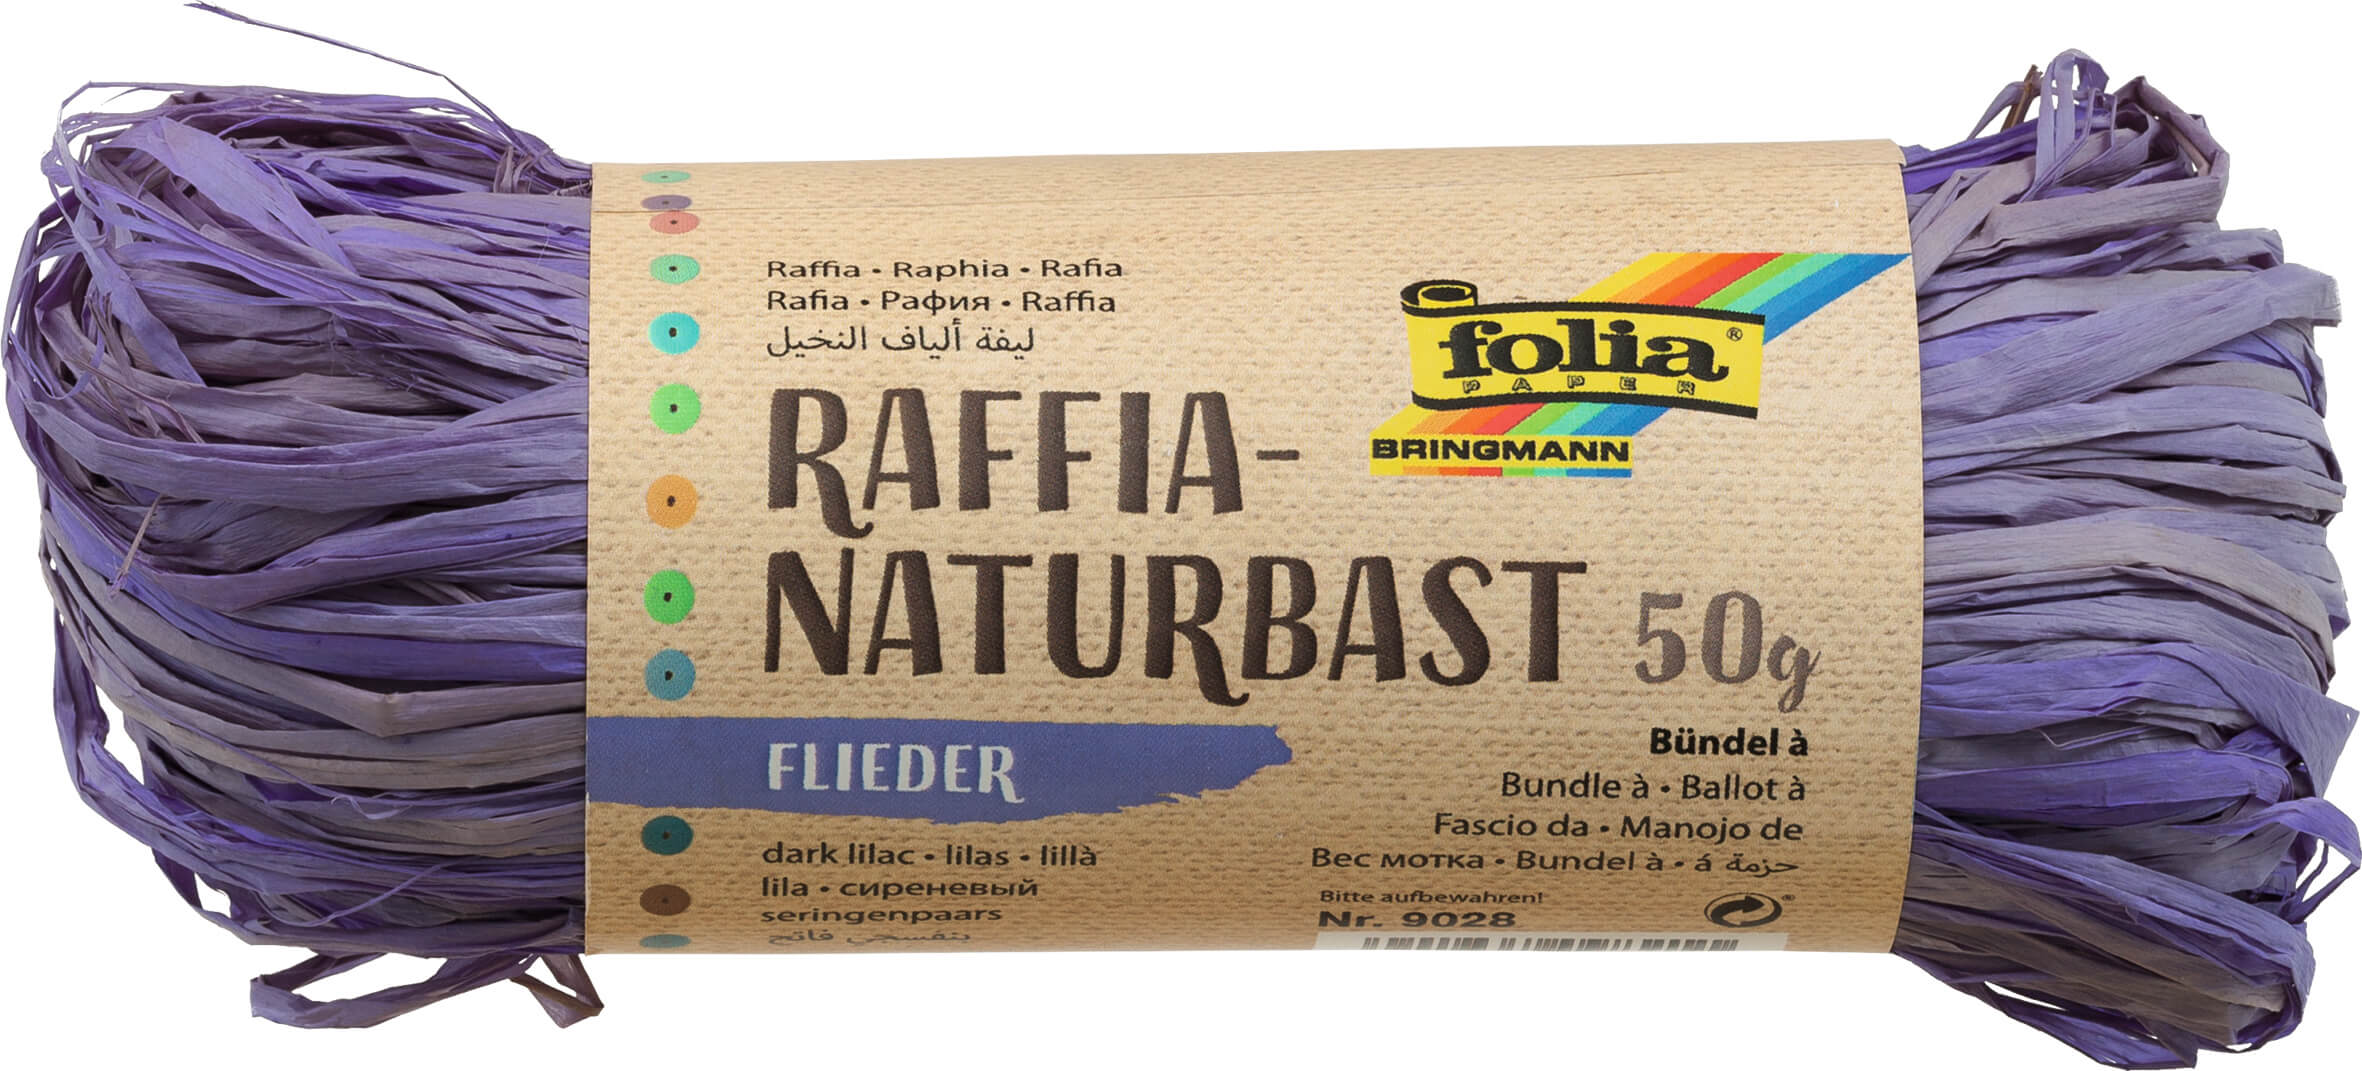 Raffia • Raphia • Rafia
Rafia • Рафия • Raffia
ليفة ألياف النخيل
folia®
PAPER
BRINGMANN
RAFFIA-
NATURBAST 50g
FLIEDER
dark lilac • lilas • lillà
lila • сиреневый
seringenpaars
بنفسجي فاتح
Bündel à
Bundle à • Ballot à
Fascio da • Manojo de
Вес мотка • Bundel à • á حزمة
Bitte aufbewahren!
Nr. 9028